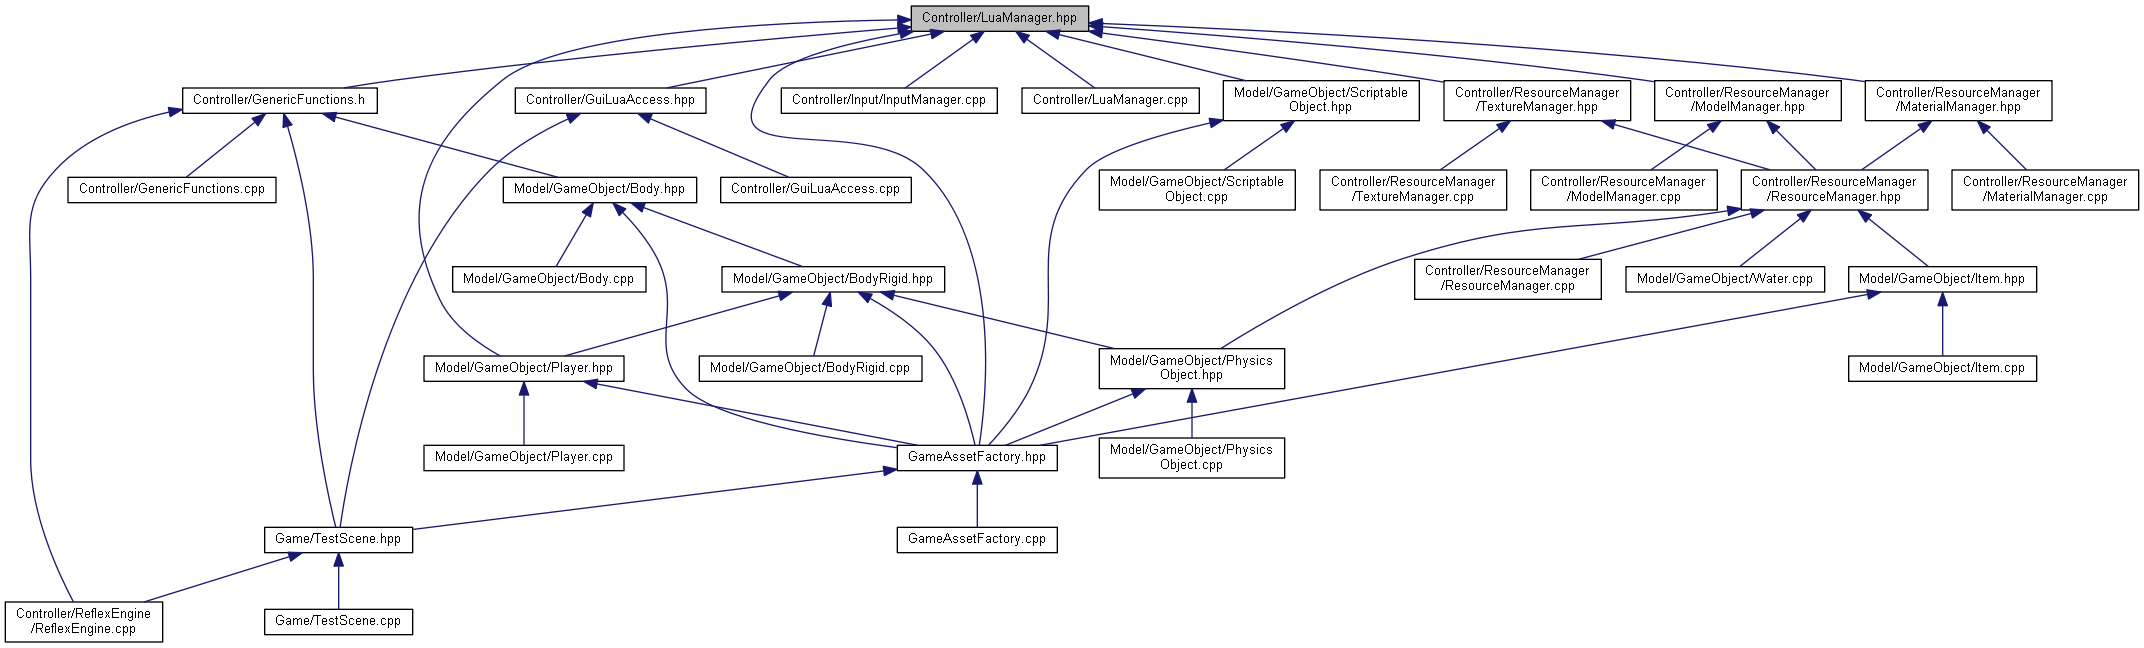 Controller/LuaManager.hpp
Controller/GenericFunctions.h
Controller/GuiLuaAccess.hpp
Controller/Input/InputManager.cpp
Controller/LuaManager.cpp
Model/GameObject/Scriptable
Object.hpp
Controller/ResourceManager
/TextureManager.hpp
Controller/ResourceManager
/ModelManager.hpp
Controller/ResourceManager
/MaterialManager.hpp
Controller/GenericFunctions.cpp
Model/GameObject/Body.hpp
Controller/GuiLuaAccess.cpp
Model/GameObject/Scriptable
Object.cpp
Controller/ResourceManager
/TextureManager.cpp
Controller/ResourceManager
/ModelManager.cpp
Controller/ResourceManager
/ResourceManager.hpp
Controller/ResourceManager
/MaterialManager.cpp
Model/GameObject/Body.cpp
Model/GameObject/BodyRigid.hpp
Controller/ResourceManager
/ResourceManager.cpp
Model/GameObject/Water.cpp
Model/GameObject/Item.hpp
Model/GameObject/Player.hpp
Model/GameObject/BodyRigid.cpp
Model/GameObject/Physics
Object.hpp
Model/GameObject/Item.cpp
Model/GameObject/Player.cpp
GameAssetFactory.hpp
Model/GameObject/Physics
Object.cpp
Game/TestScene.hpp
GameAssetFactory.cpp
Controller/ReflexEngine
/ReflexEngine.cpp
Game/TestScene.cpp